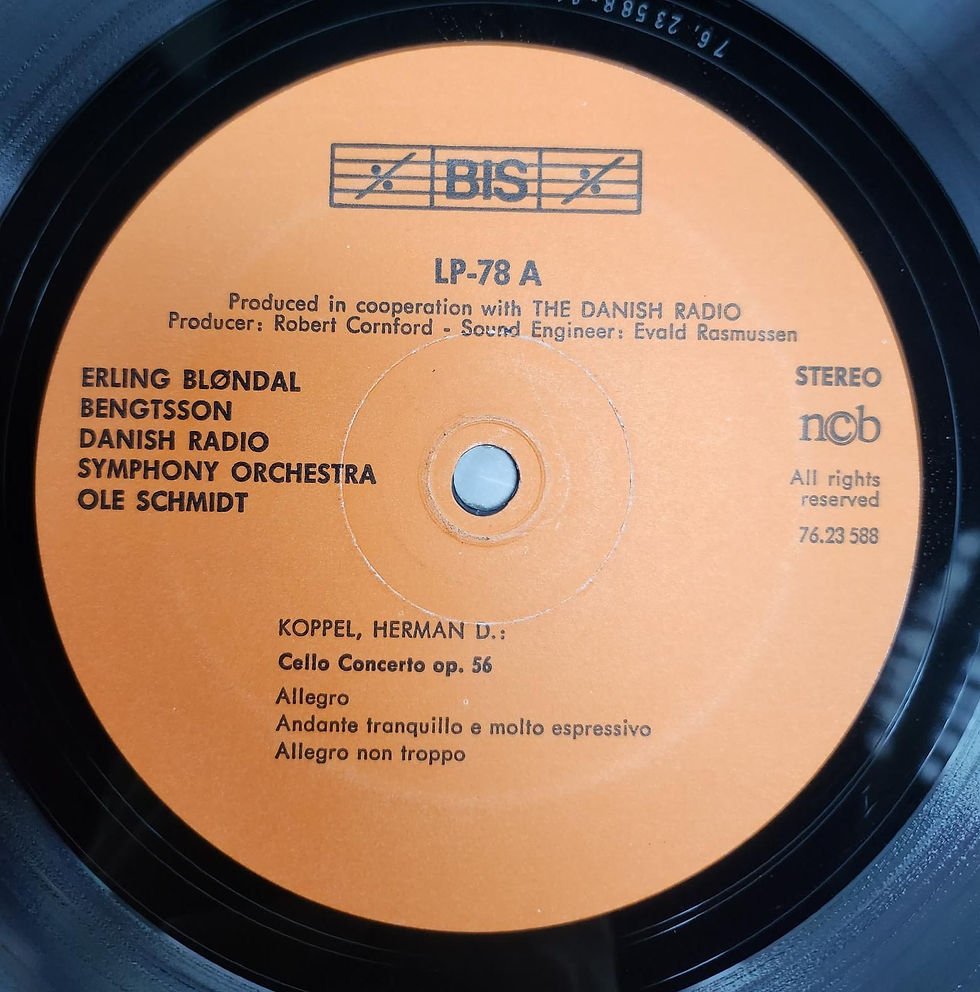 76.23588
BIS
LP-78 A
Produced in cooperation with THE DANISH RADIO
Producer: Robert Cornford - Sound Engineer: Evald Rasmussen
ERLING BLØNDAL
BENGTSSON
DANISH RADIO
SYMPHONY ORCHESTRA
OLE SCHMIDT
STEREO
n©b
All rights
reserved
76.23 588
KOPPEL, HERMAN D.:
Cello Concerto op. 56
Allegro
Andante tranquillo e molto espressivo
Allegro non troppo